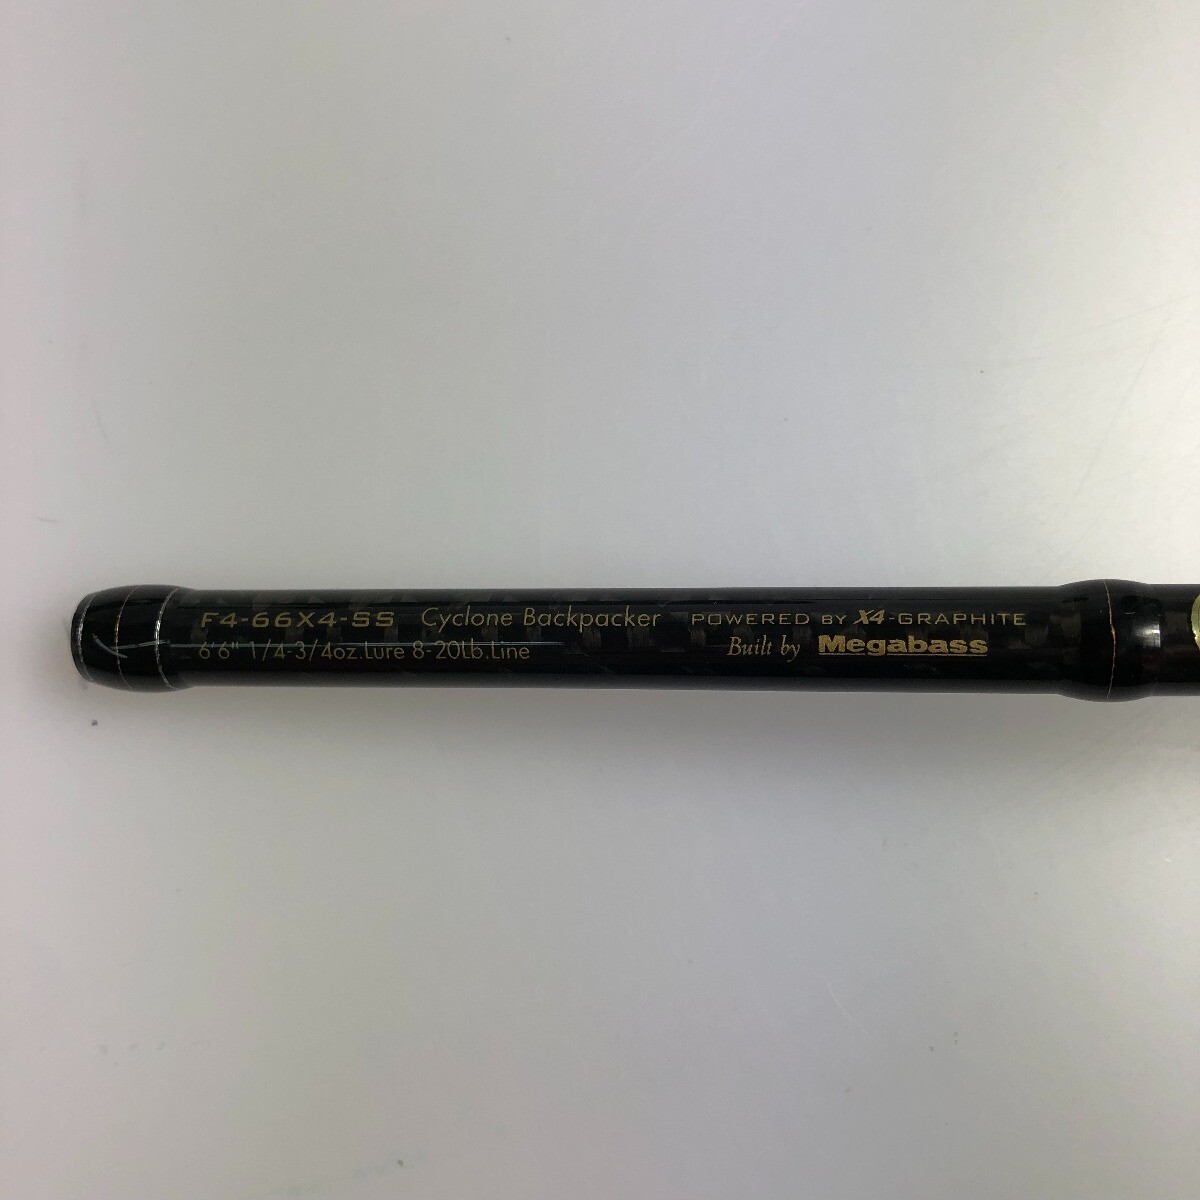 F4-66X4-SS Cyclone Backpacker POWERED BY X4-GRAPHITE
6'6" 1/4-3/4oz.Lure 8-20Lb.Line Built by Megabass